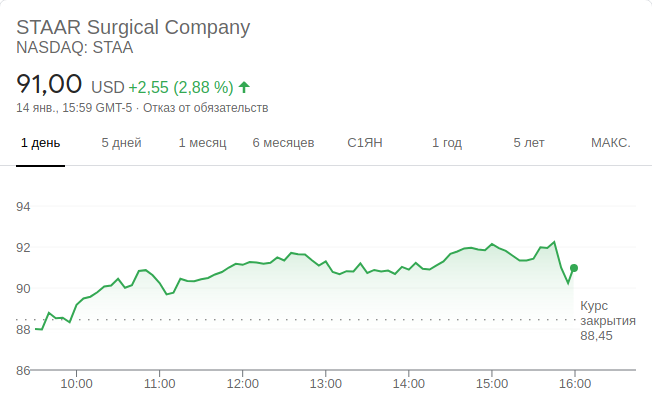 STAAR Surgical Company
NASDAQ: STAA
91,00 USD +2,55 (2,88 %)
14 янв., 15:59 GMT-5 · Отказ от обязательств
1 день 5 дней 1 месяц 6 месяцев С1ЯН 1 год 5 лет МАКС.
94
92
90
88
86
Курс
закрытия
88,45
10:00 11:00 12:00 13:00 14:00 15:00 16:00